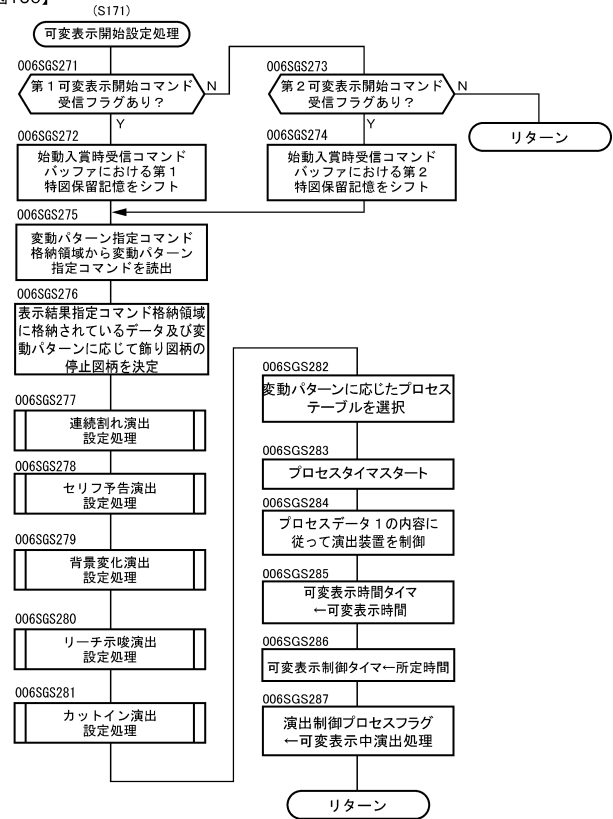 (S171)
可変表示開始設定処理
006SGS271
第1可変表示開始コマンド
受信フラグあり？
N
Y
006SGS273
第2可変表示開始コマンド
受信フラグあり？
N
Y
リターン
006SGS272
始動入賞時受信コマンド
バッファにおける第1
特図保留記憶をシフト
006SGS274
始動入賞時受信コマンド
バッファにおける第2
特図保留記憶をシフト
006SGS275
変動パターン指定コマンド
格納領域から変動パターン
指定コマンドを読出
006SGS276
表示結果指定コマンド格納領域
に格納されているデータ及び変
動パターンに応じて飾り図柄の
停止図柄を決定
006SGS277
連続割れ演出
設定処理
006SGS278
セリフ予告演出
設定処理
006SGS279
背景変化演出
設定処理
006SGS280
リーチ示唆演出
設定処理
006SGS281
カットイン演出
設定処理
006SGS282
変動パターンに応じたプロセス
テーブルを選択
006SGS283
プロセスタイマスタート
006SGS284
プロセスデータ1の内容に
従って演出装置を制御
006SGS285
可変表示時間タイマ
←可変表示時間
006SGS286
可変表示制御タイマ←所定時間
006SGS287
演出制御プロセスフラグ
←可変表示中演出処理
リターン